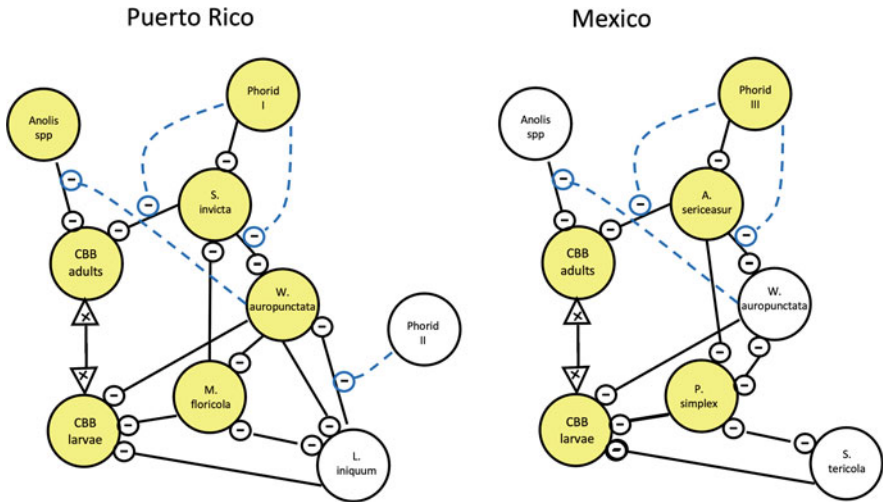 Puerto Rico
Mexico
Anolis
spp
Phorid
I
S.
invicta
CBB
adults
W.
auropunctata
Phorid
II
M.
floricola
CBB
larvae
L.
iniquum
Anolis
spp
Phorid
III
A.
sericeasur
CBB
adults
W.
auropunctata
P.
simplex
CBB
larvae
S.
tericola